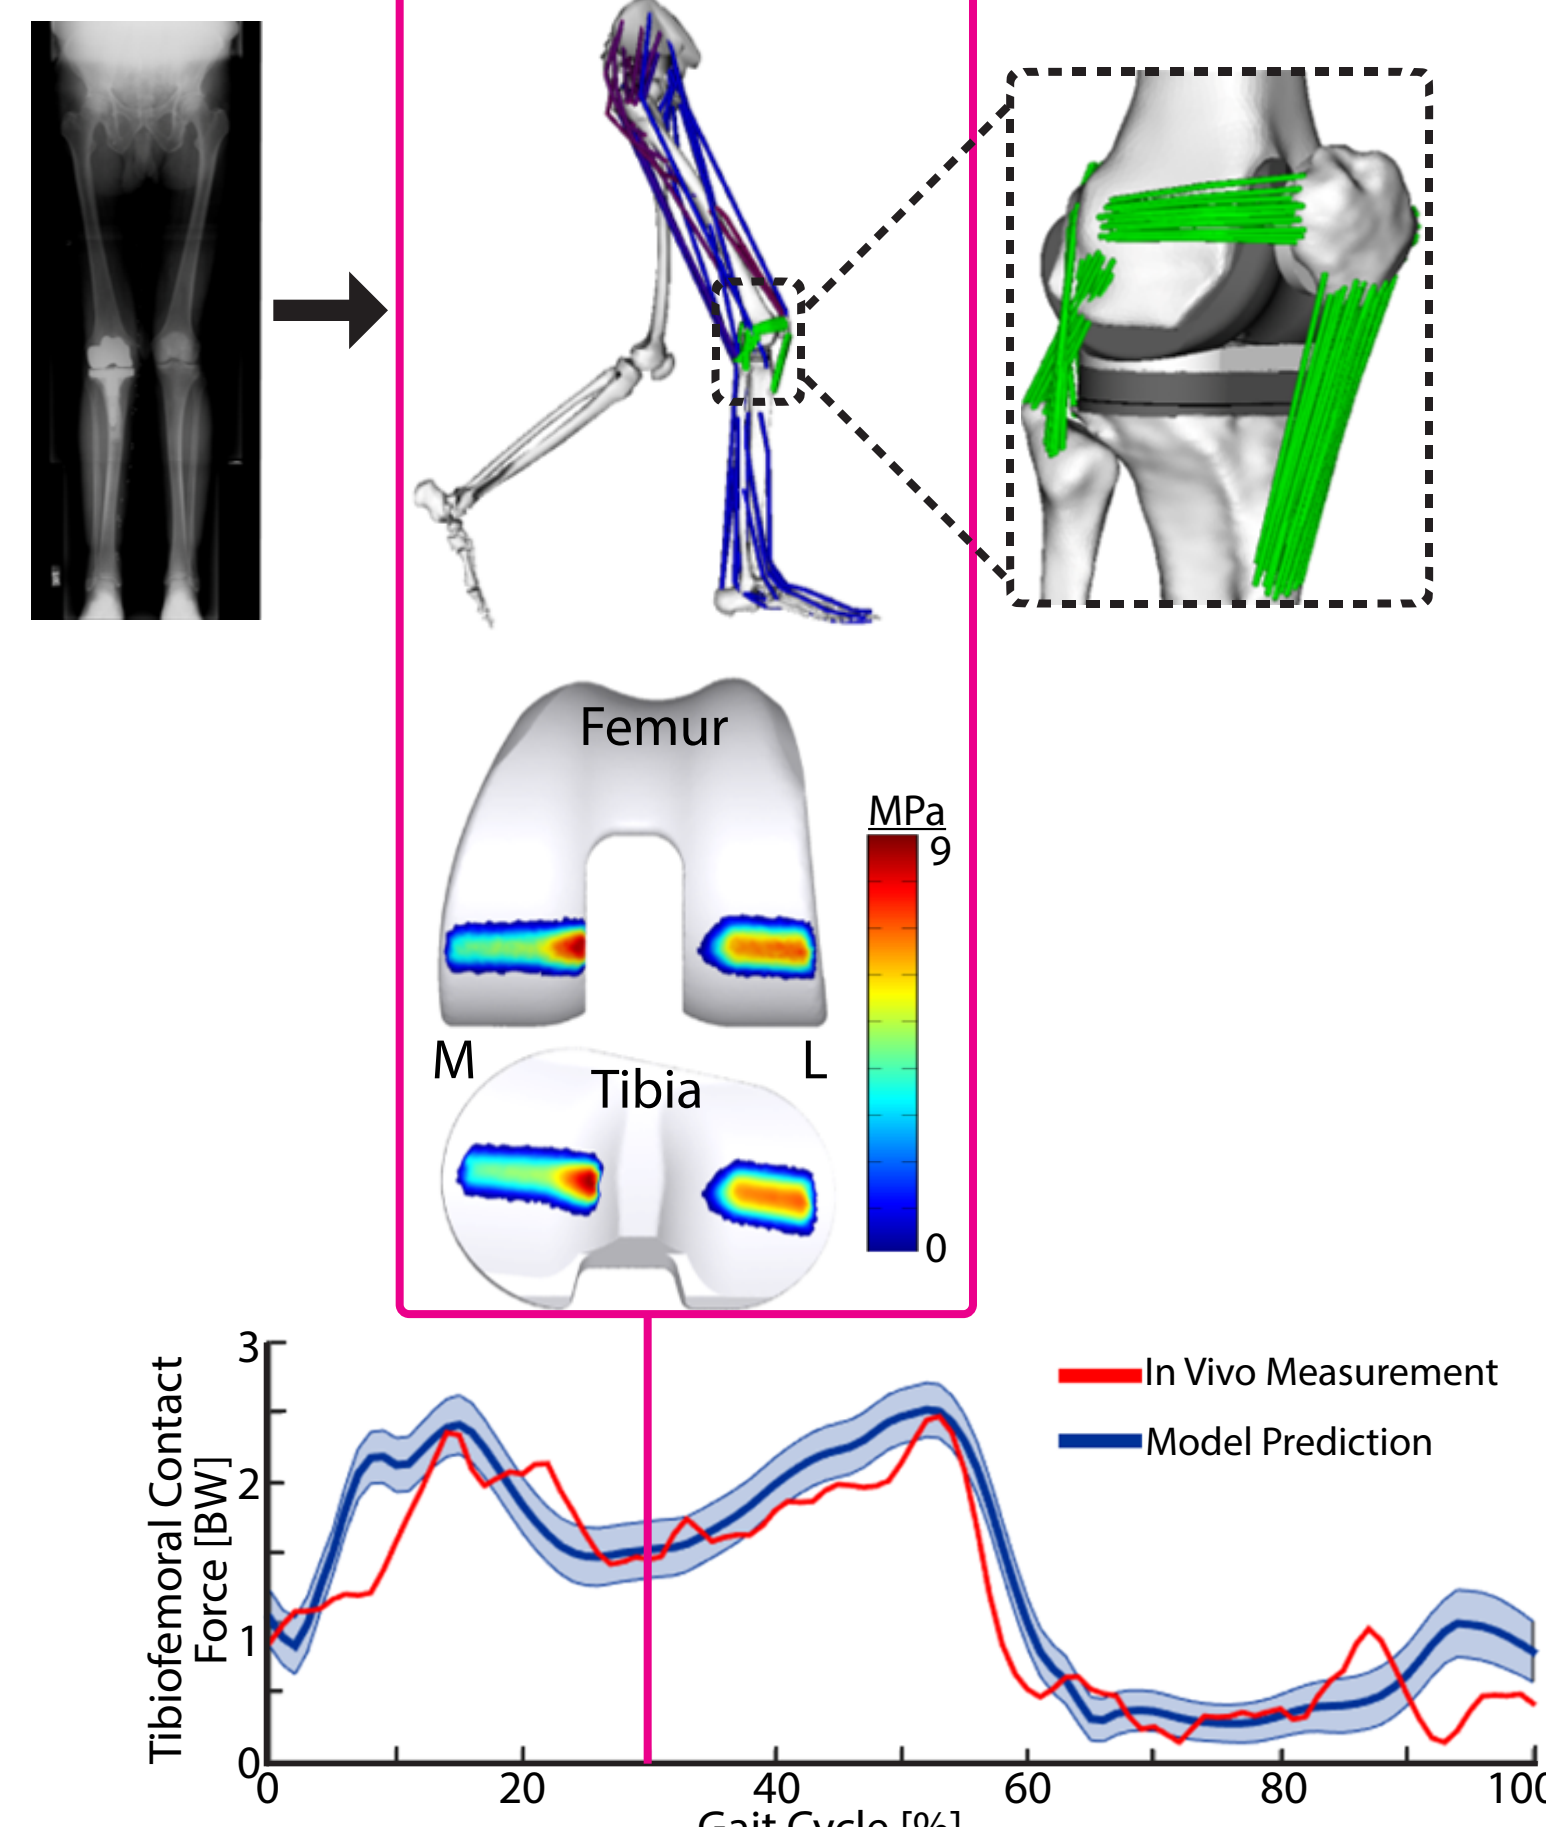 Femur
MPa
9
M
L
Tibia
0
Tibiofemoral Contact
Force [BW]
3
2
1
0
In Vivo Measurement
Model Prediction
0
20
40
60
80